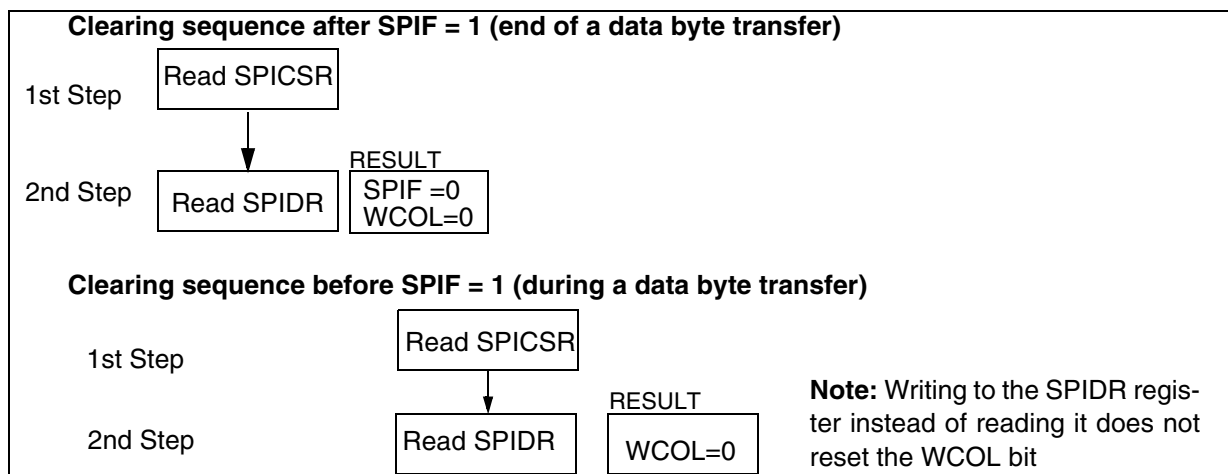 Clearing sequence after SPIF = 1 (end of a data byte transfer)
1st Step
Read SPICSR
2nd Step
Read SPIDR
RESULT
SPIF =0
WCOL=0
Clearing sequence before SPIF = 1 (during a data byte transfer)
1st Step
Read SPICSR
2nd Step
Read SPIDR
RESULT
WCOL=0
Note: Writing to the SPIDR regis-
ter instead of reading it does not
reset the WCOL bit